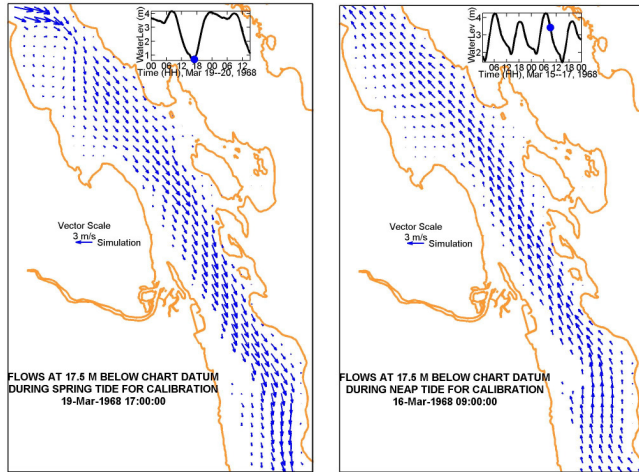 WaterLev (m)
4
3
2
1
00 06 12 18 00 06 12
Time (HH), Mar 19--20, 1968
Vector Scale
3 m/s
Simulation
FLOWS AT 17.5 M BELOW CHART DATUM
DURING SPRING TIDE FOR CALIBRATION
19-Mar-1968 17:00:00
WaterLev (m)
4
3
2
06 12 18 00 06 12 18 00
Time (HH), Mar 15--17, 1968
Vector Scale
3 m/s
Simulation
FLOWS AT 17.5 M BELOW CHART DATUM
DURING NEAP TIDE FOR CALIBRATION
16-Mar-1968 09:00:00